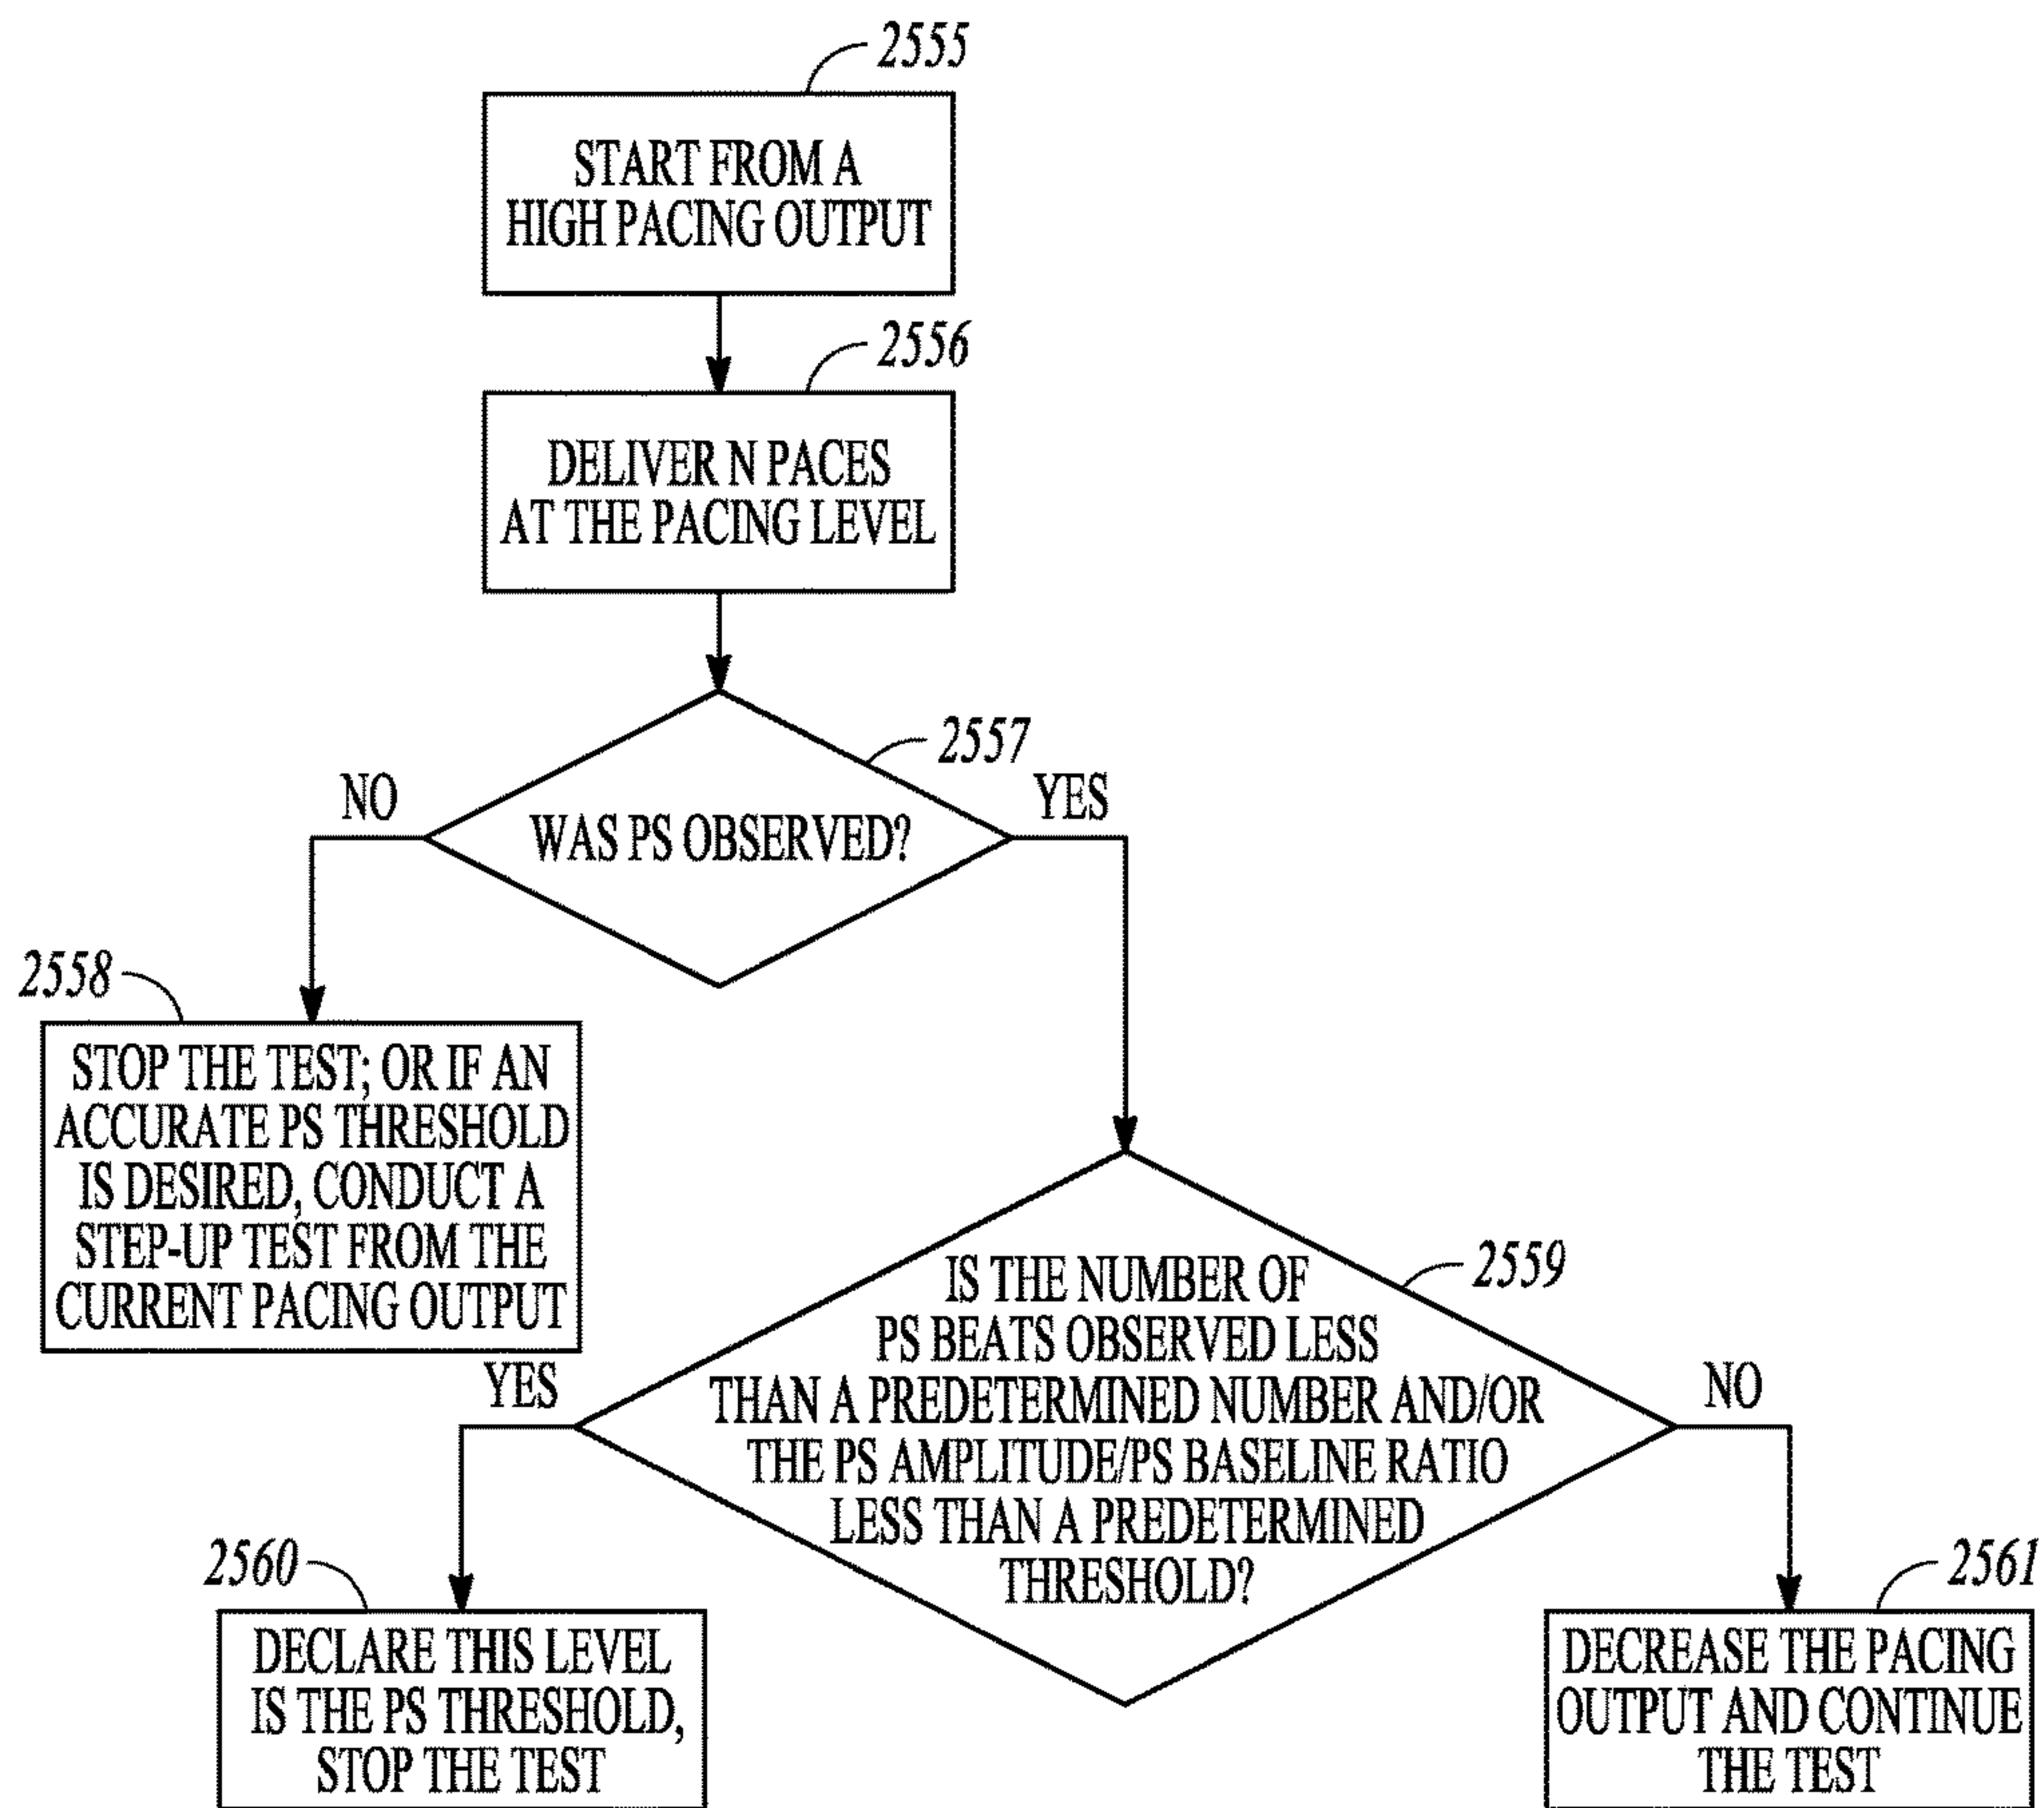 2555
START FROM A
HIGH PACING OUTPUT
2556
DELIVER N PACES
AT THE PACING LEVEL
2557
NO
YES
WAS PS OBSERVED?
2558
STOP THE TEST; OR IF AN
ACCURATE PS THRESHOLD
IS DESIRED, CONDUCT A
STEP-UP TEST FROM THE
CURRENT PACING OUTPUT
2559
IS THE NUMBER OF
PS BEATS OBSERVED LESS
THAN A PREDETERMINED NUMBER AND/OR
THE PS AMPLITUDE/PS BASELINE RATIO
LESS THAN A PREDETERMINED
THRESHOLD?
YES
NO
2560
DECLARE THIS LEVEL
IS THE PS THRESHOLD,
STOP THE TEST
2561
DECREASE THE PACING
OUTPUT AND CONTINUE
THE TEST